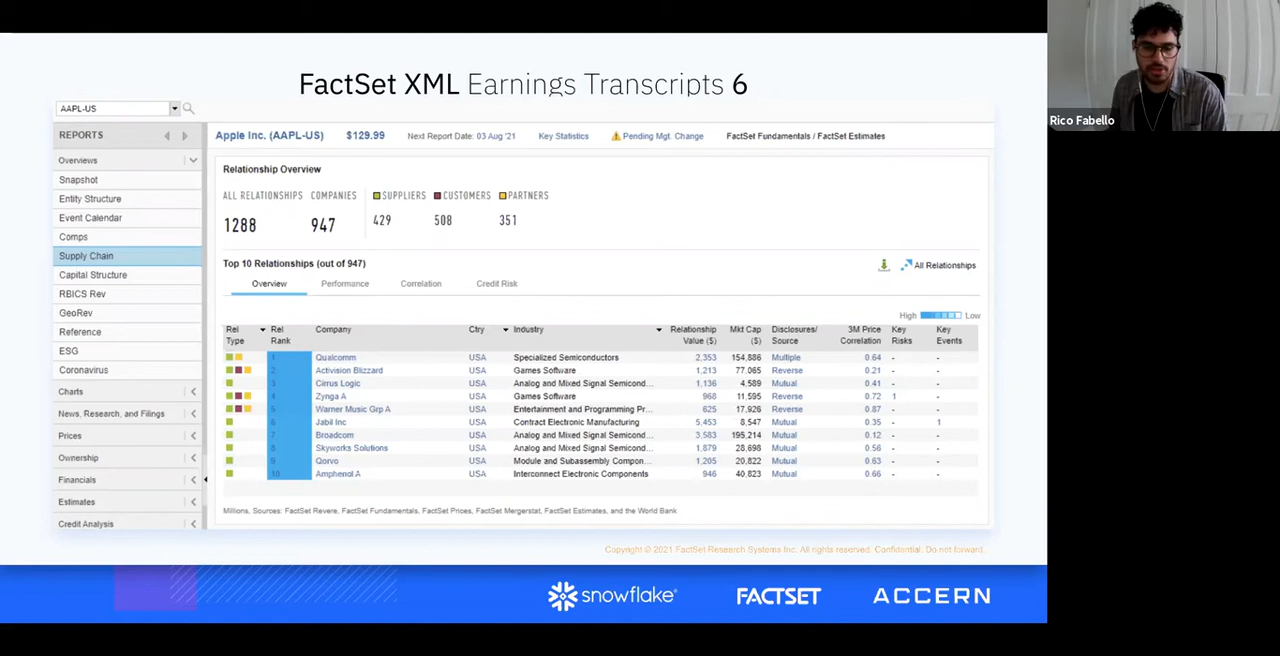 FactSet XML Earnings Transcripts 6
Rico Fabello
AAPL-US
REPORTS
Overviews
Snapshot
Entity Structure
Event Calendar
Comps
Supply Chain
Capital Structure
RBICS Rev
GeoRev
Reference
ESG
Coronavirus
Charts
News, Research, and Filings
Prices
Ownership
Financials
Estimates
Credit Analysis
Apple Inc. (AAPL-US) $129.99 Next Report Date: 03 Aug '21 Key Statistics Pending Mgt. Change FactSet Fundamentals / FactSet Estimates
Relationship Overview
ALL RELATIONSHIPS COMPANIES SUPPLIERS CUSTOMERS PARTNERS
1288 947 429 508 351
Top 10 Relationships (out of 947) All Relationships
Overview Performance Correlation Credit Risk
High Low
Rel Rel Company Ctry Industry Relationship Mkt Cap Disclosures/ 3M Price Key Key
Type Rank Value ($) ($) Source Correlation Risks Events
1 Qualcomm USA Specialized Semiconductors 2,353 154,886 Multiple 0.64 - -
2 Activision Blizzard USA Games Software 1,213 77,065 Reverse 0.21 - -
3 Cirrus Logic USA Analog and Mixed Signal Semicond... 1,136 4,589 Mutual 0.41 - -
4 Zynga A USA Games Software 968 11,595 Reverse 0.72 1 -
5 Warner Music Grp A USA Entertainment and Programming Pr... 625 17,926 Reverse 0.87 - -
6 Jabil Inc USA Contract Electronic Manufacturing 5,453 8,547 Mutual 0.35 - 1
7 Broadcom USA Analog and Mixed Signal Semicond... 3,583 195,214 Mutual 0.12 - -
8 Skyworks Solutions USA Analog and Mixed Signal Semicond... 1,879 28,698 Mutual 0.56 - -
9 Qorvo USA Module and Subassembly Compon... 1,205 20,822 Mutual 0.63 - -
10 Amphenol A USA Interconnect Electronic Components 946 40,823 Mutual 0.66 - -
Millions, Sources: FactSet Revere, FactSet Fundamentals, FactSet Prices, FactSet Mergerstat, FactSet Estimates, and the World Bank
Copyright © 2021 FactSet Research Systems Inc. All rights reserved. Confidential. Do not forward.
snowflake FACTSET ACCERN